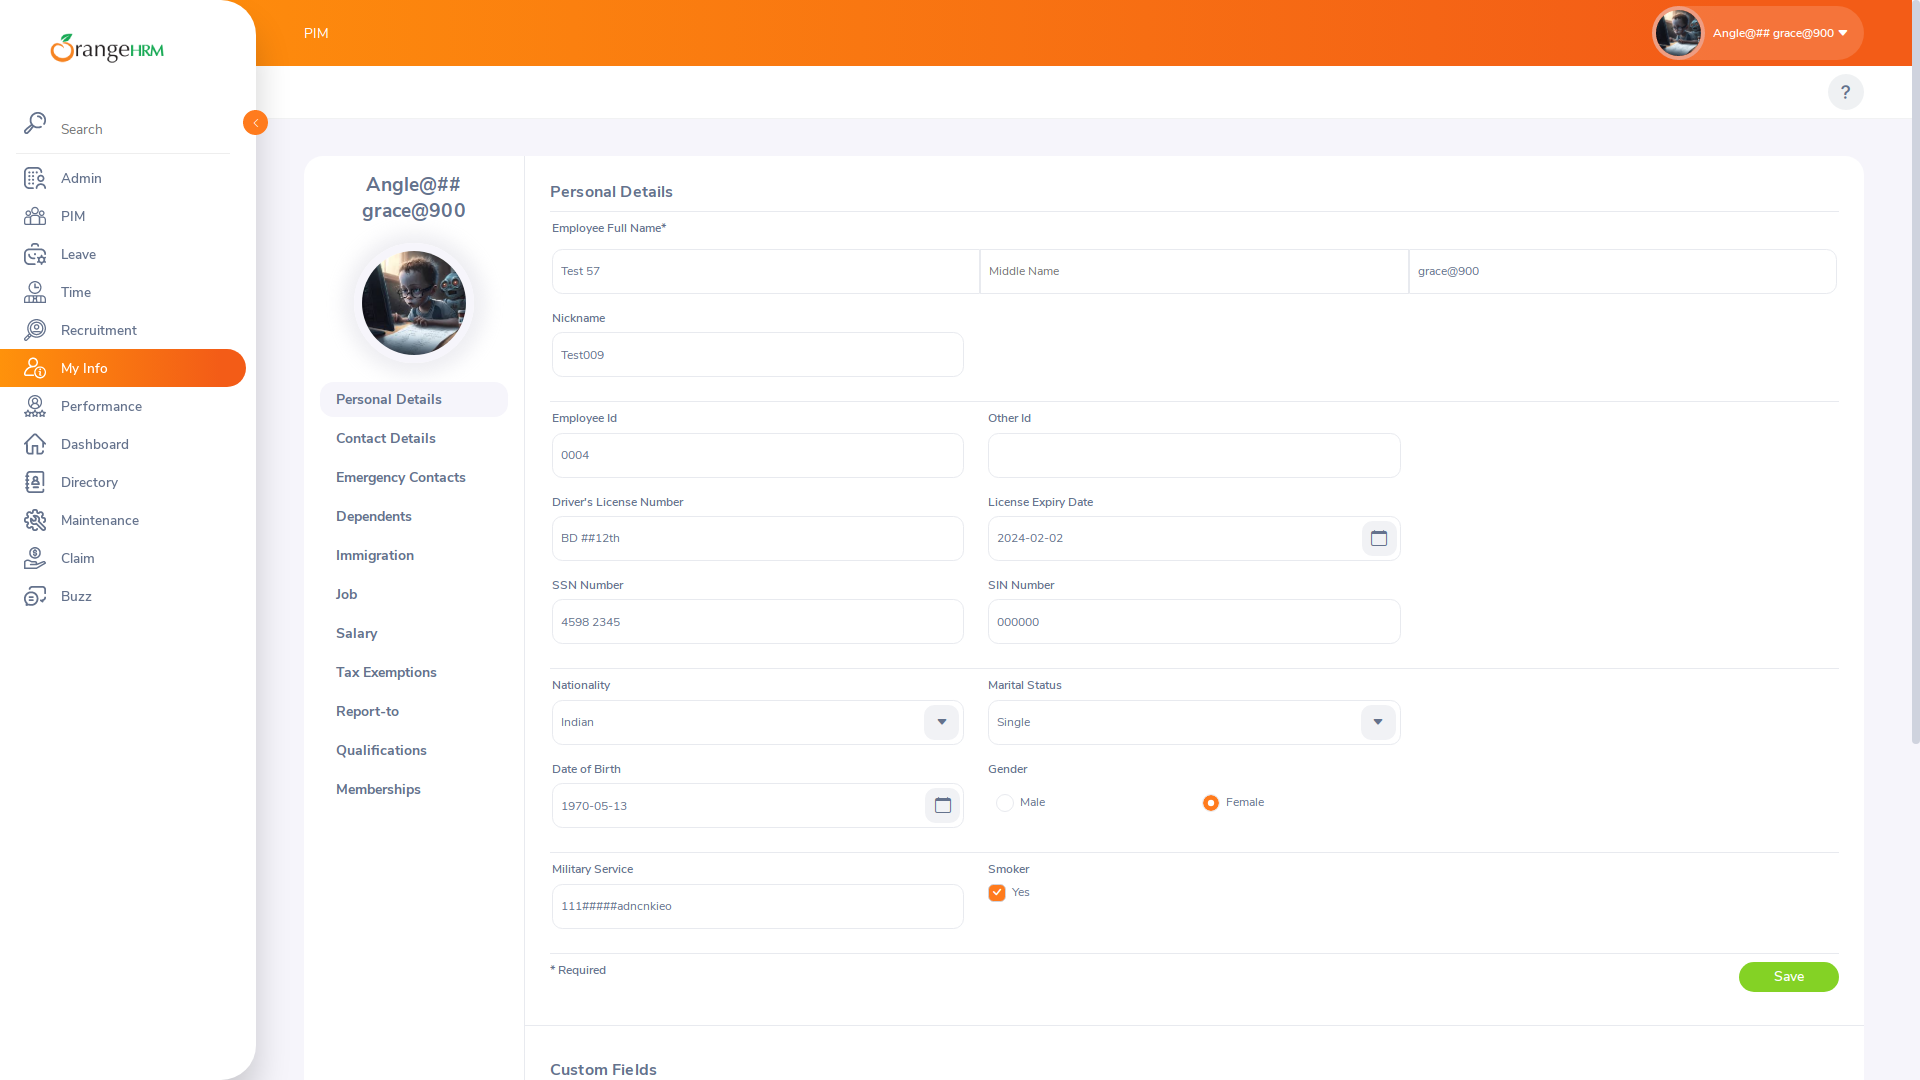 OrangeHRM
PIM
Angle@## grace@900
?
Search
Admin
PIM
Leave
Time
Recruitment
My Info
Performance
Dashboard
Directory
Maintenance
Claim
Buzz
Angle@##
grace@900
Personal Details
Contact Details
Emergency Contacts
Dependents
Immigration
Job
Salary
Tax Exemptions
Report-to
Qualifications
Memberships
Personal Details
Employee Full Name*
Test 57 Middle Name grace@900
Nickname
Test009
Employee Id Other Id
0004
Driver's License Number License Expiry Date
BD ##12th 2024-02-02
SSN Number SIN Number
4598 2345 000000
Nationality Marital Status
Indian Single
Date of Birth Gender
1970-05-13 Male Female
Military Service Smoker
111#####adncnkieo Yes
* Required Save
Custom Fields